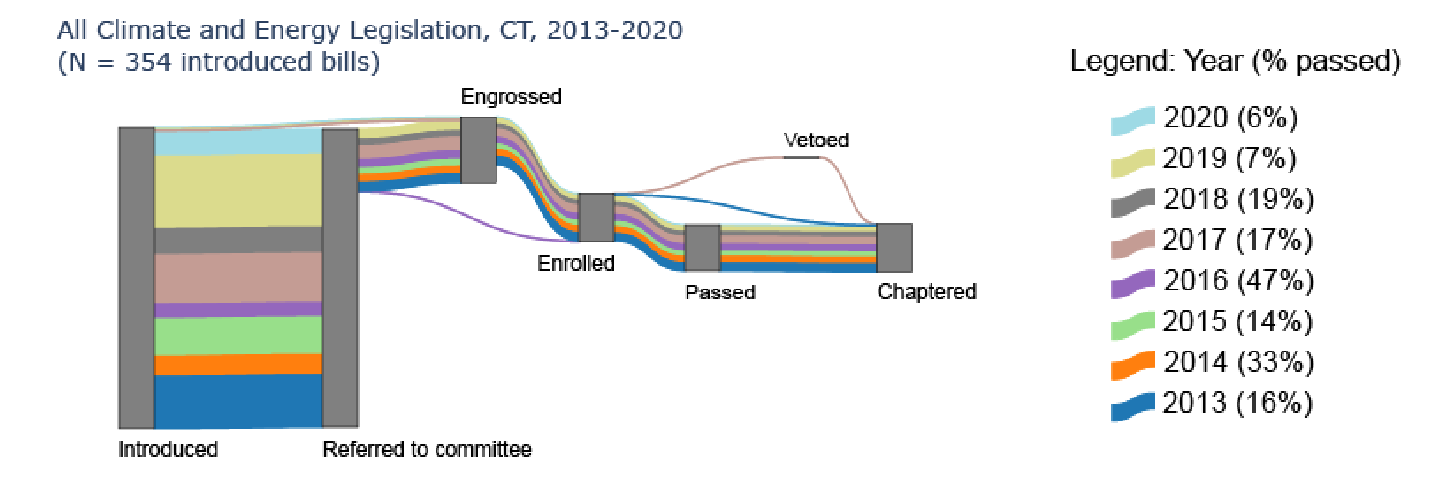 All Climate and Energy Legislation, CT, 2013-2020
(N = 354 introduced bills)
Legend: Year (% passed)
Engrossed
2020 (6%)
Vetoed
2019 (7%)
2018 (19%)
2017 (17%)
Enrolled
2016 (47%)
Passed
Chaptered
2015 (14%)
2014 (33%)
2013 (16%)
Introduced
Referred to committee